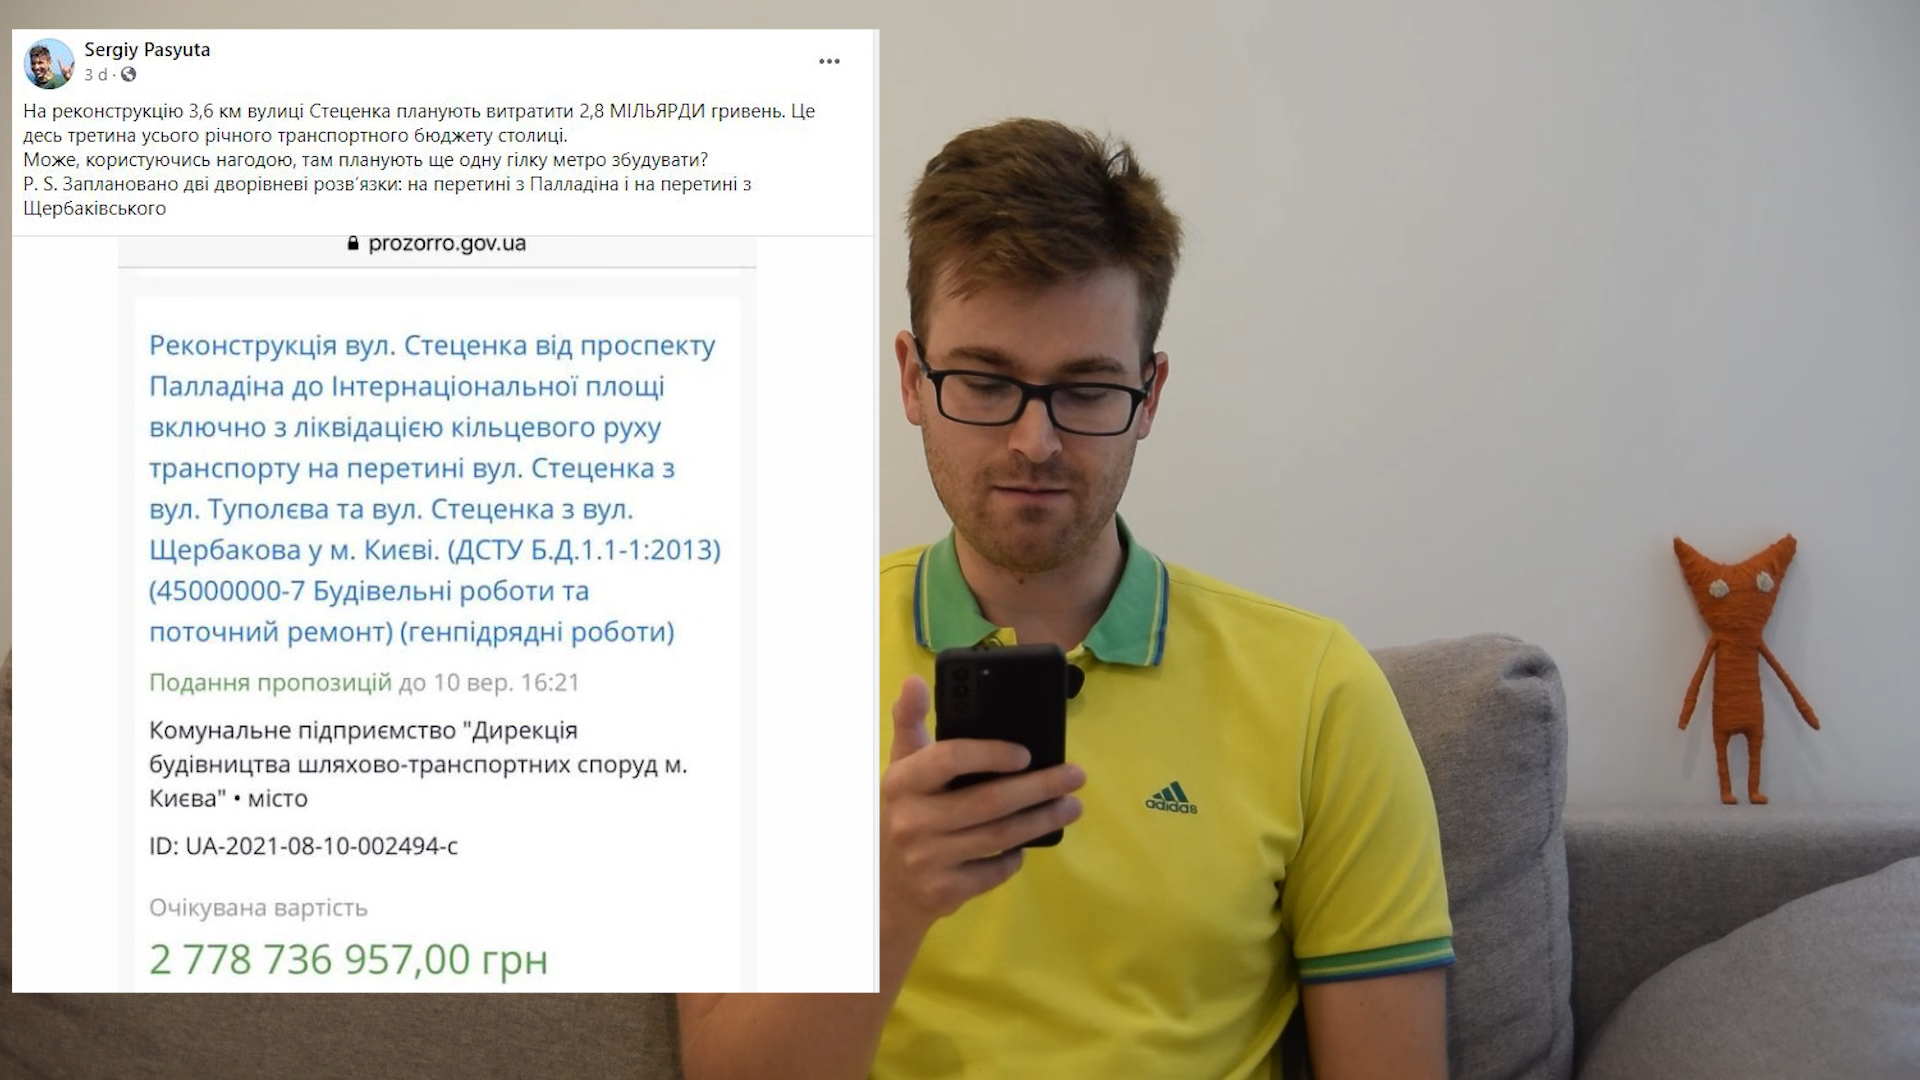 Sergiy Pasyuta
3 d
На реконструкцію 3,6 км вулиці Стеценка планують витратити 2,8 МІЛЬЯРДИ гривень. Це
десь третина усього річного транспортного бюджету столиці.
Може, користуючись нагодою, там планують ще одну гілку метро збудувати?
P. S. Заплановано дві дворівневі розв'язки: на перетині з Палладіна і на перетині з
Щербаківського
prozorro.gov.ua
Реконструкція вул. Стеценка від проспекту
Палладіна до Інтернаціональної площі
включно з ліквідацією кільцевого руху
транспорту на перетині вул. Стеценка з
вул. Туполєва та вул. Стеценка з вул.
Щербакова у м. Києві. (ДСТУ Б.Д.1.1-1:2013)
(45000000-7 Будівельні роботи та
поточний ремонт) (генпідрядні роботи)
Подання пропозицій до 10 вер. 16:21
Комунальне підприємство "Дирекція
будівництва шляхово-транспортних споруд м.
Києва" • місто
ID: UA-2021-08-10-002494-c
Очікувана вартість
2 778 736 957,00 грн
adidas